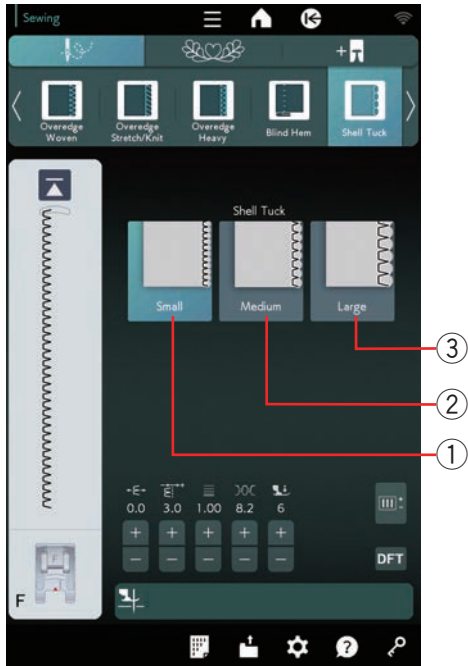 Sewing
Overedge
Woven
Overedge
Stretch/Knit
Overedge
Heavy
Blind Hem
Shell Tuck
Shell Tuck
Small
Medium
Large
③
②
①
0.0 3.0 1.00 8.2 6
+ + + + +
− − − − −
DFT
F
?